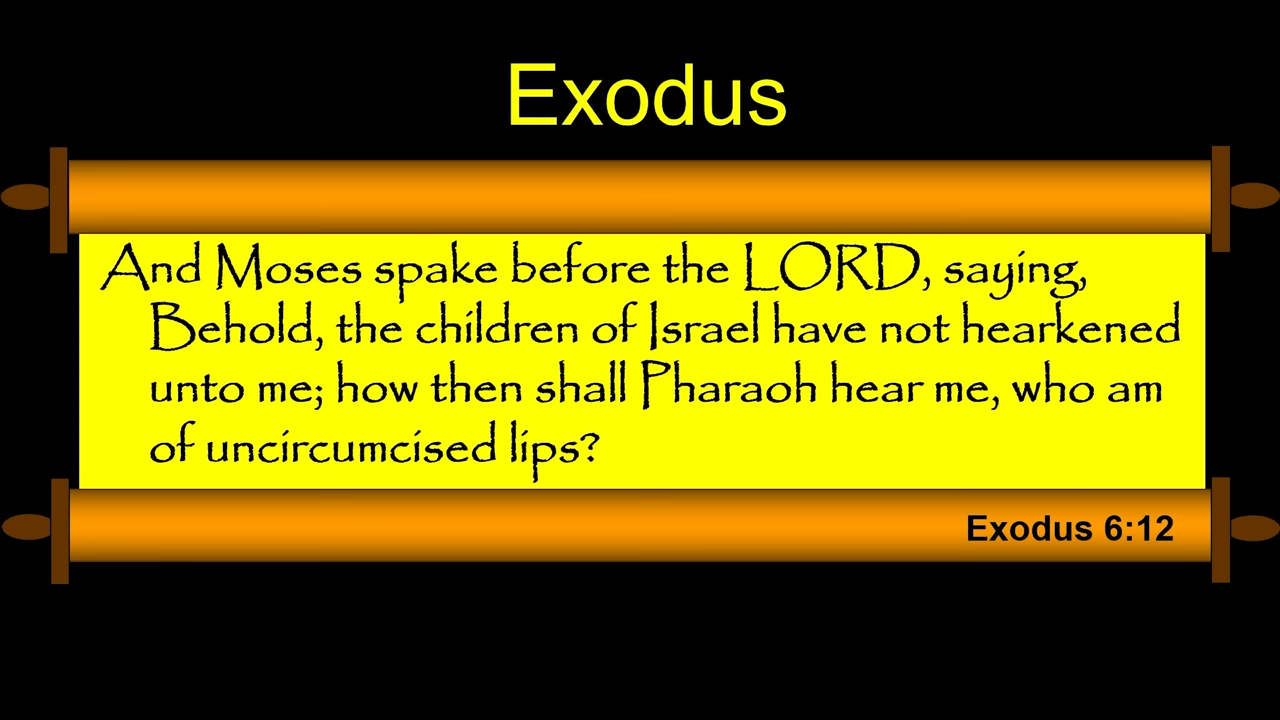 Exodus
And Moses spake before the LORD, saying,
Behold, the children of Israel have not hearkened
unto me; how then shall Pharaoh hear me, who am
of uncircumcised lips?
Exodus 6:12